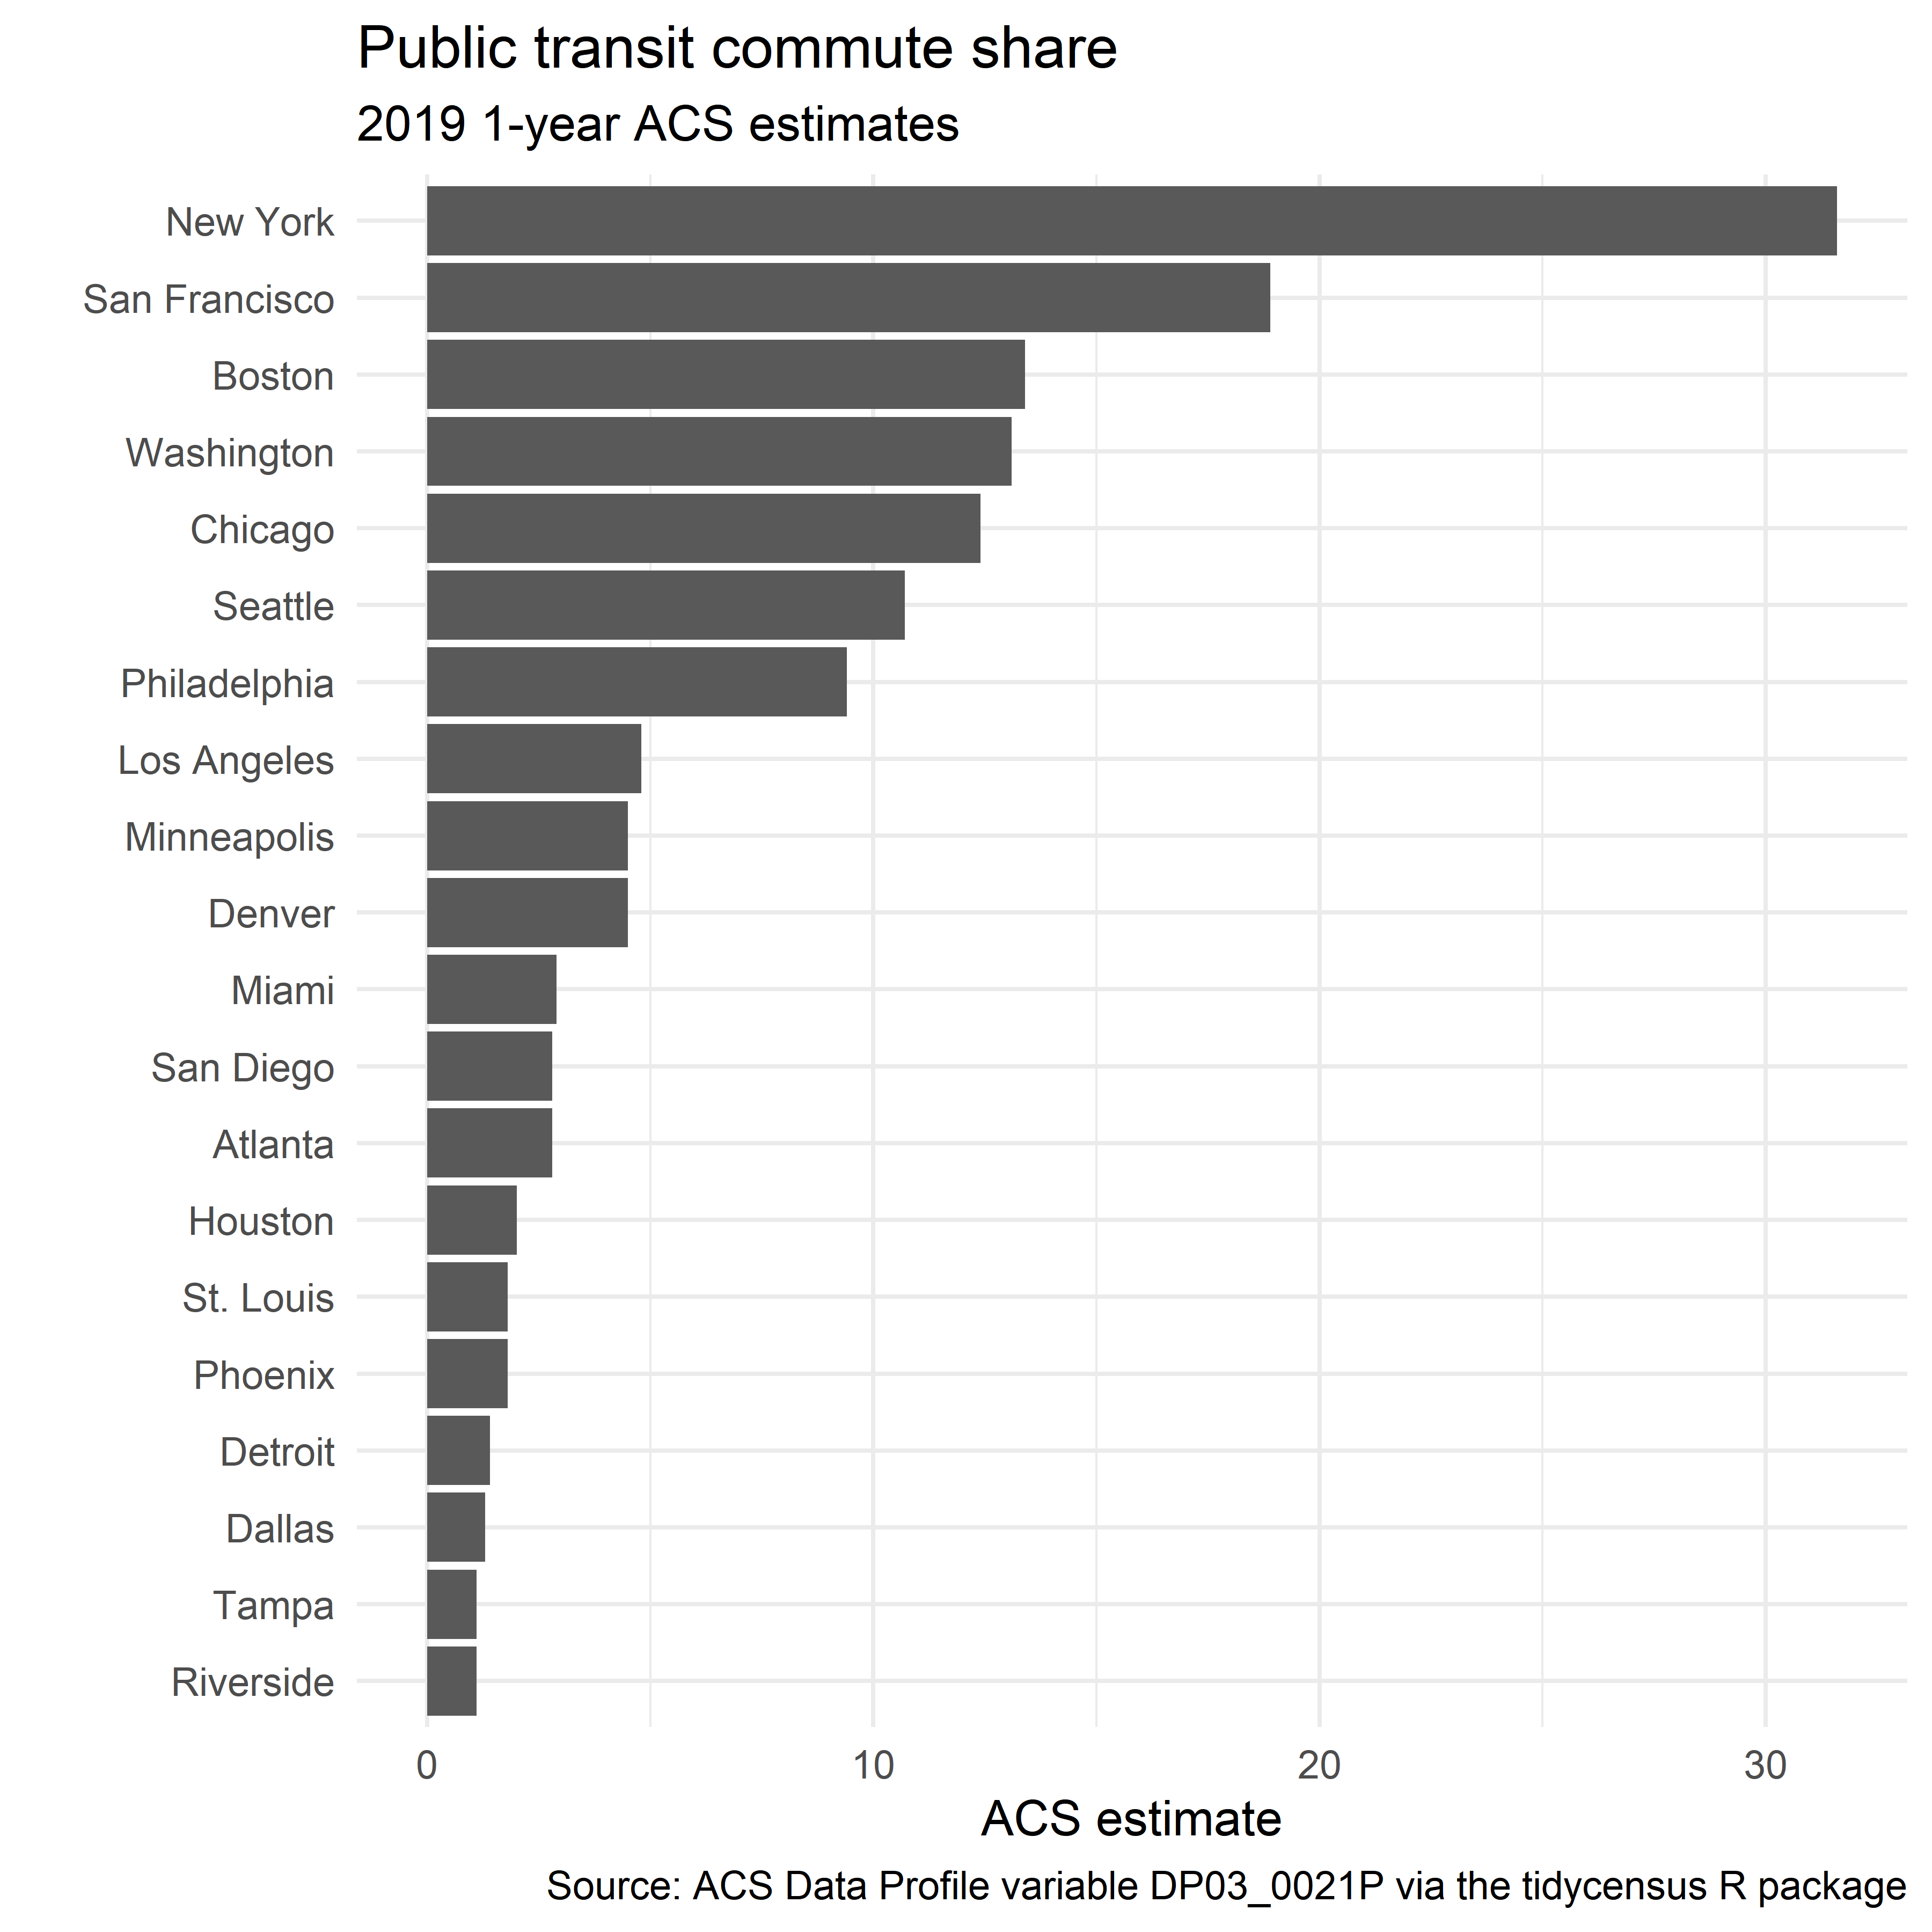 Public transit commute share
2019 1-year ACS estimates
New York
San Francisco
Boston
Washington
Chicago
Seattle
Philadelphia
Los Angeles
Minneapolis
Denver
Miami
San Diego
Atlanta
Houston
St. Louis
Phoenix
Detroit
Dallas
Tampa
Riverside
0 10 20 30
ACS estimate
Source: ACS Data Profile variable DP03_0021P via the tidycensus R package